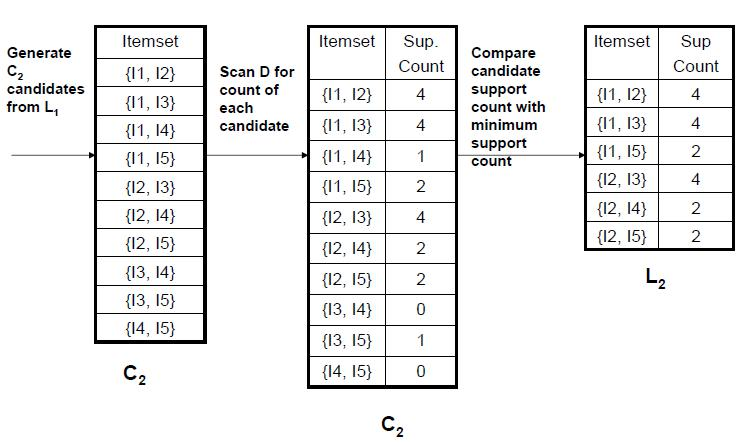 Generate
C2
candidates
from L1
Itemset
{I1, I2}
{I1, I3}
{I1, I4}
{I1, I5}
{I2, I3}
{I2, I4}
{I2, I5}
{I3, I4}
{I3, I5}
{I4, I5}
C2
Scan D for
count of
each
candidate
Itemset Sup.
Count
{I1, I2} 4
{I1, I3} 4
{I1, I4} 1
{I1, I5} 2
{I2, I3} 4
{I2, I4} 2
{I2, I5} 2
{I3, I4} 0
{I3, I5} 1
{I4, I5} 0
C2
Compare
candidate
support
count with
minimum
support
count
Itemset Sup
Count
{I1, I2} 4
{I1, I3} 4
{I1, I5} 2
{I2, I3} 4
{I2, I4} 2
{I2, I5} 2
L2